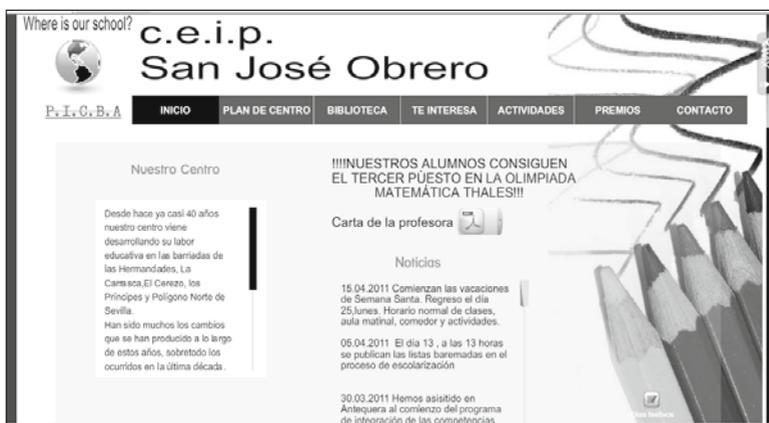 Where is our school?
c.e.i.p.
San José Obrero
P.I.C.B.A
INICIO PLAN DE CENTRO BIBLIOTECA TE INTERESA ACTIVIDADES PREMIOS CONTACTO
Nuestro Centro
Desde hace ya casi 40 años
nuestro centro viene
desarrollando su labor
educativa en las barriadas de
las Hermandades, La
Carrasca,El Cerezo, los
Príncipes y Polígono Norte de
Sevilla.
Han sido muchos los cambios
que se han producido a lo largo
de estos años, sobretodo los
ocurridos en la última década.
!!!!NUESTROS ALUMNOS CONSIGUEN
EL TERCER PÙESTO EN LA OLIMPIADA
MATEMÁTICA THALES!!!
Carta de la profesora
Noticias
15.04.2011 Comienzan las vacaciones
de Semana Santa. Regreso el día
25,lunes. Horario normal de clases,
aula matinal, comedor y actividades.
05.04.2011 El día 13 , a las 13 horas
se publican las listas baremadas en el
proceso de escolarización
30.03.2011 Hemos asisitido en
Antequera al comienzo del programa
de integración de las competencias